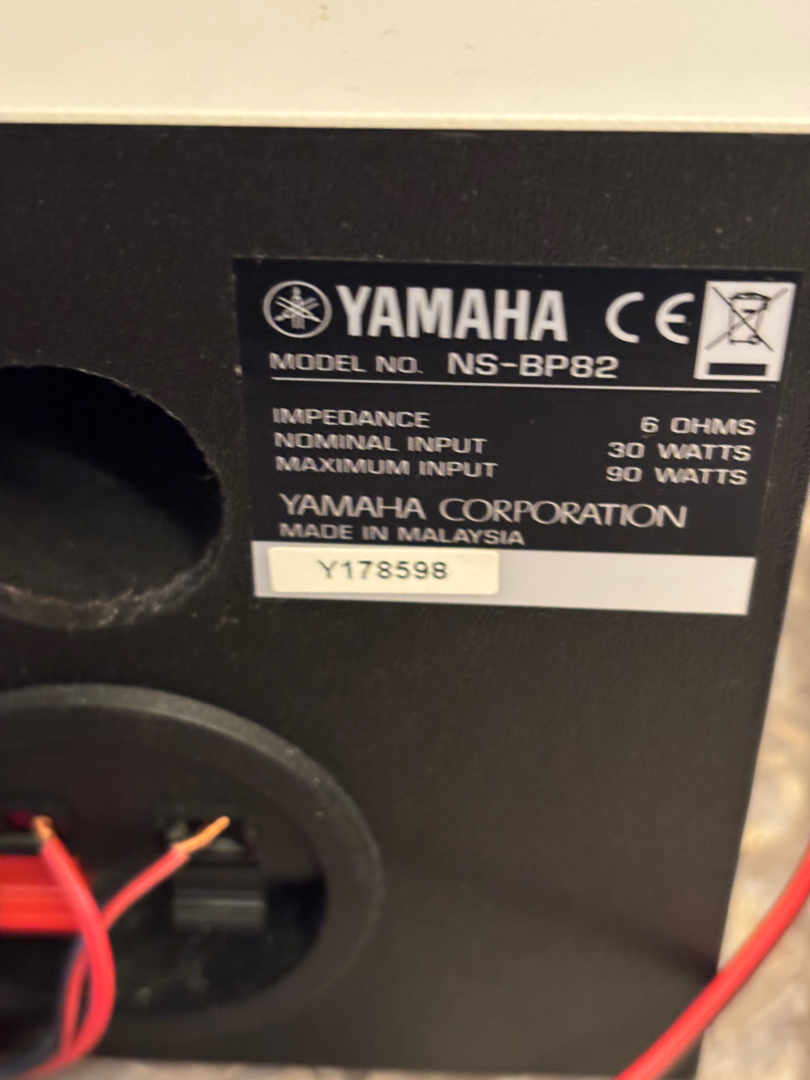 YAMAHA CE
MODEL NO. NS-BP82
IMPEDANCE 6 OHMS
NOMINAL INPUT 30 WATTS
MAXIMUM INPUT 90 WATTS
YAMAHA CORPORATION
MADE IN MALAYSIA
Y178598